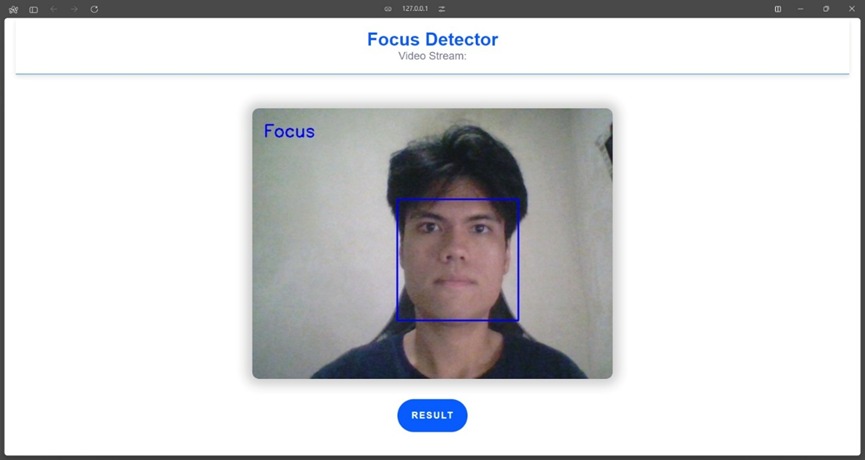 127.0.0.1
Focus Detector
Video Stream:
Focus
RESULT